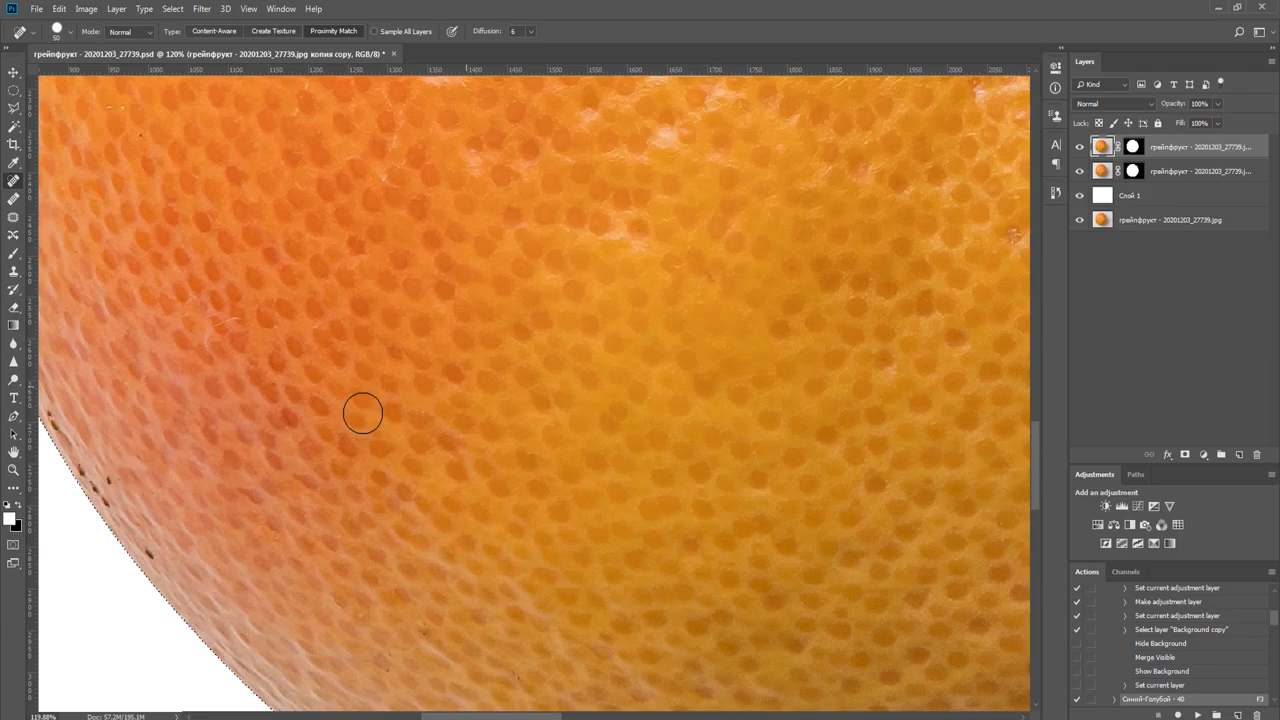 Ps File Edit Image Layer Type Select Filter 3D View Window Help
50 Mode: Normal Type: Content-Aware Create Texture Proximity Match Sample All Layers Diffusion: 6
грейпфрукт - 20201203_27739.psd @ 120% (грейпфрукт - 20201203_27739.jpg копия copy, RGB/8) * ×
900 950 1000 1050 1100 1150 1200 1250 1300 1350 1400 1450 1500 1550 1600 1650 1700 1750 1800 1850 1900 1950 2000 2050
Layers
Kind
Normal Opacity: 100%
Lock: Fill: 100%
грейпфрукт - 20201203_27739.j...
грейпфрукт - 20201203_27739.j...
Слой 1
грейпфрукт - 20201203_27739.jpg
fx
Adjustments Paths
Add an adjustment
Actions Channels
Set current adjustment layer
Make adjustment layer
Set current adjustment layer
Select layer "Background copy"
Hide Background
Merge Visible
Show Background
Set current layer
Синий-Голубой - 40 F3
119.88% Doc: 57.2M/195.1M